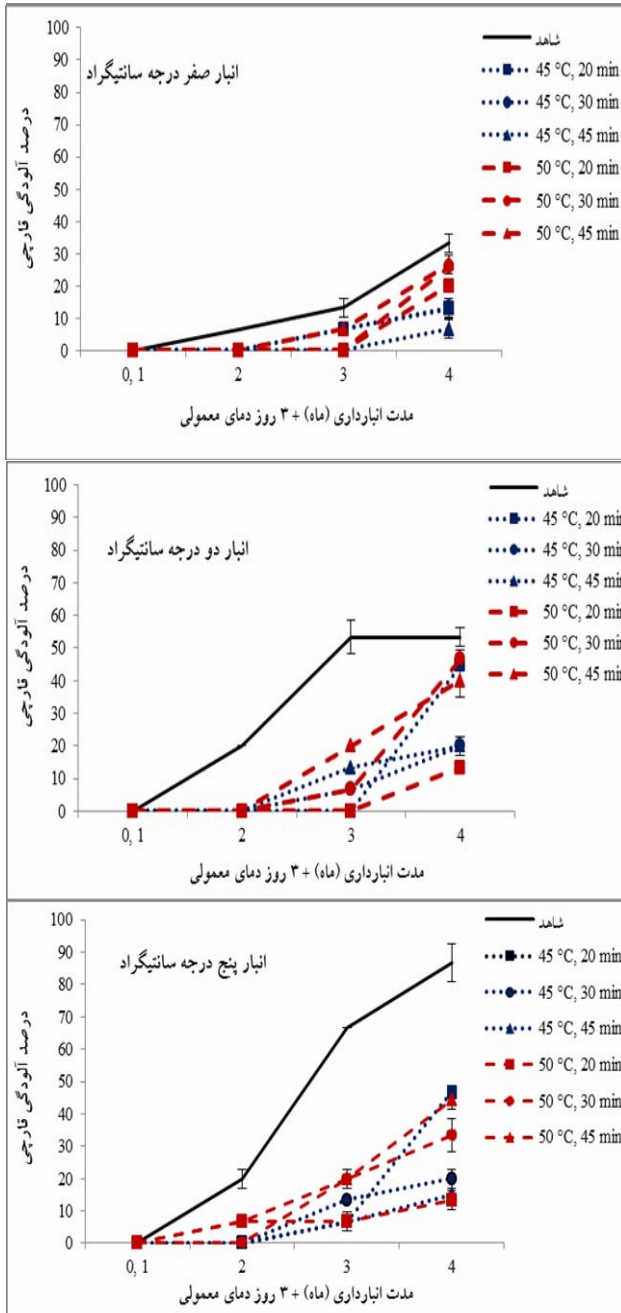 انبار صفر درجه سانتیگراد
درصد آلودگی قارچی
100
90
80
70
60
50
40
30
20
10
0
0, 1
2
3
4
مدت انبارداری (ماه) + ۳ روز دمای معمولی
شاهد
45 °C, 20 min
45 °C, 30 min
45 °C, 45 min
50 °C, 20 min
50 °C, 30 min
50 °C, 45 min
انبار دو درجه سانتیگراد
درصد آلودگی قارچی
100
90
80
70
60
50
40
30
20
10
0
0, 1
2
3
4
مدت انبارداری (ماه) + ۳ روز دمای معمولی
شاهد
45 °C, 20 min
45 °C, 30 min
45 °C, 45 min
50 °C, 20 min
50 °C, 30 min
50 °C, 45 min
انبار پنج درجه سانتیگراد
درصد آلودگی قارچی
100
90
80
70
60
50
40
30
20
10
0
0, 1
2
3
4
مدت انبارداری (ماه) + ۳ روز دمای معمولی
شاهد
45 °C, 20 min
45 °C, 30 min
45 °C, 45 min
50 °C, 20 min
50 °C, 30 min
50 °C, 45 min